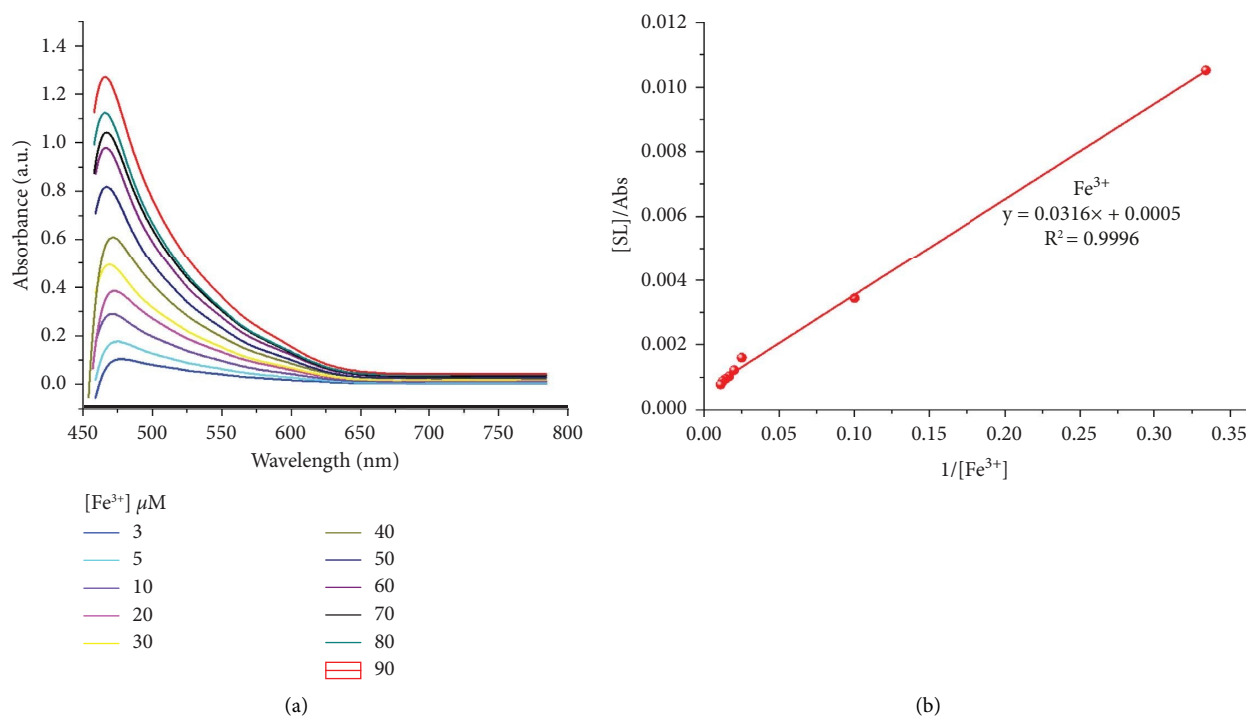 1.4
1.2
1.0
0.8
0.6
0.4
0.2
0.0
Absorbance (a.u.)
450 500 550 600 650 700 750 800
Wavelength (nm)
[Fe³⁺] μM
3
5
10
20
30
40
50
60
70
80
90
(a)
0.012
0.010
0.008
0.006
0.004
0.002
0.000
[SL]/Abs
Fe³⁺
y = 0.0316× + 0.0005
R² = 0.9996
0.00 0.05 0.10 0.15 0.20 0.25 0.30 0.35
1/[Fe³⁺]
(b)